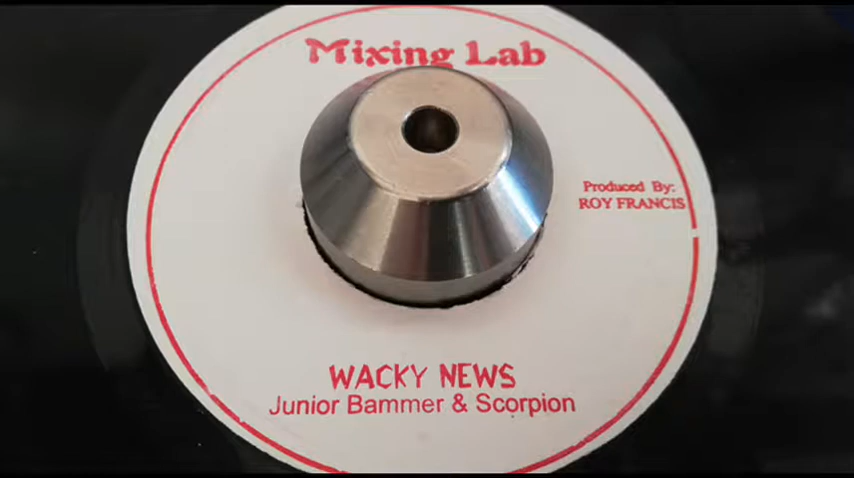 Mixing Lab
Produced By:
ROY FRANCIS
WACKY NEWS
Junior Bammer & Scorpion